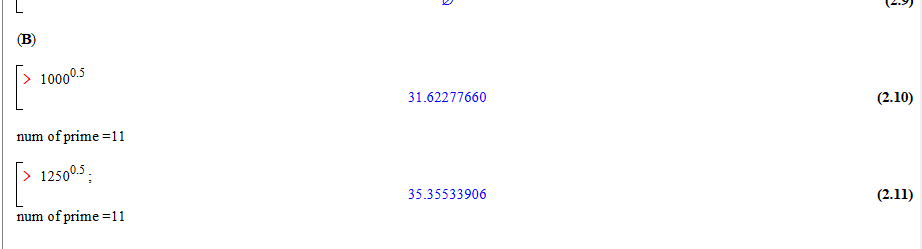 ∅ (2.9)
(B)
> 1000^0.5
31.62277660 (2.10)
num of prime =11
> 1250^0.5 ;
35.35533906 (2.11)
num of prime =11